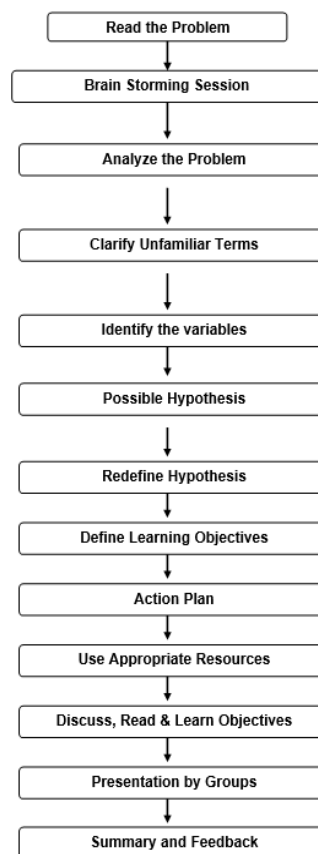 Read the Problem
Brain Storming Session
Analyze the Problem
Clarify Unfamiliar Terms
Identify the variables
Possible Hypothesis
Redefine Hypothesis
Define Learning Objectives
Action Plan
Use Appropriate Resources
Discuss, Read & Learn Objectives
Presentation by Groups
Summary and Feedback